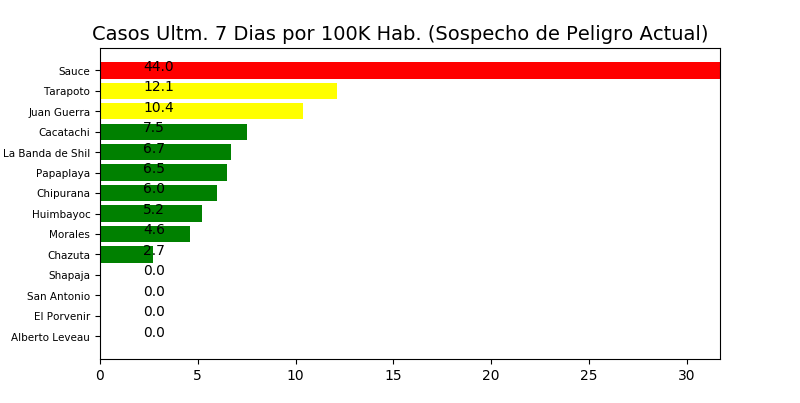 Casos Ultm. 7 Dias por 100K Hab. (Sospecho de Peligro Actual)
Sauce 44.0
Tarapoto 12.1
Juan Guerra 10.4
Cacatachi 7.5
La Banda de Shil 6.7
Papaplaya 6.5
Chipurana 6.0
Huimbayoc 5.2
Morales 4.6
Chazuta 2.7
Shapaja 0.0
San Antonio 0.0
El Porvenir 0.0
Alberto Leveau 0.0
0 5 10 15 20 25 30